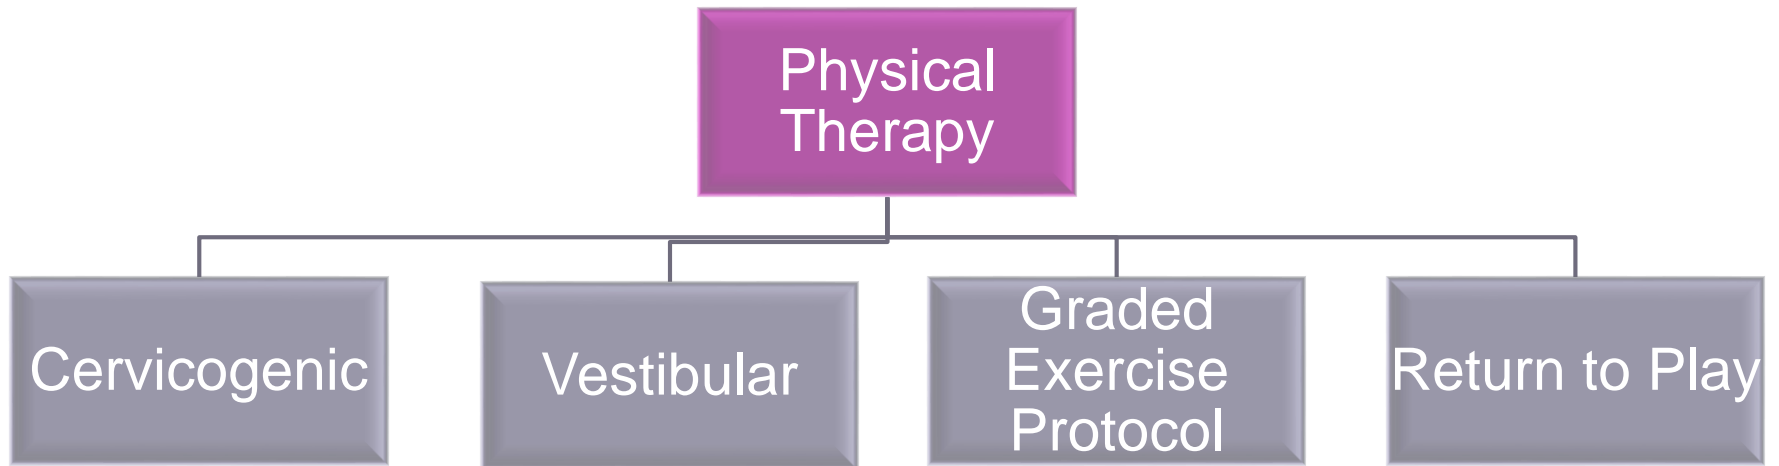 Physical
Therapy
Cervicogenic
Vestibular
Graded
Exercise
Protocol
Return to Play